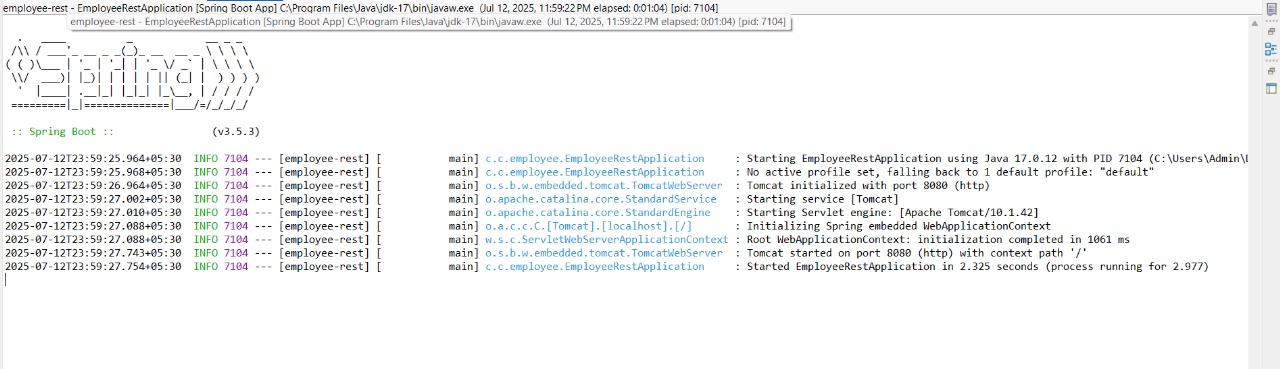 employee-rest - EmployeeRestApplication [Spring Boot App] C:\Program Files\Java\jdk-17\bin\javaw.exe (Jul 12, 2025, 11:59:22 PM elapsed: 0:01:04) [pid: 7104]
employee-rest - EmployeeRestApplication [Spring Boot App] C:\Program Files\Java\jdk-17\bin\javaw.exe (Jul 12, 2025, 11:59:22 PM elapsed: 0:01:04) [pid: 7104]
  .   ____          _            __ _ _
 /\\ / ___'_ __ _ _(_)_ __  __ _ \ \ \ \
( ( )\___ | '_ | '_| | '_ \/ _` | \ \ \ \
 \\/  ___)| |_)| | | | | || (_| |  ) ) ) )
  '  |____| .__|_| |_|_| |_\__, | / / / /
 =========|_|==============|___/=/_/_/_/
 :: Spring Boot ::                (v3.5.3)
2025-07-12T23:59:25.964+05:30  INFO 7104 --- [employee-rest] [           main] c.c.employee.EmployeeRestApplication     : Starting EmployeeRestApplication using Java 17.0.12 with PID 7104 (C:\Users\Admin\
2025-07-12T23:59:25.968+05:30  INFO 7104 --- [employee-rest] [           main] c.c.employee.EmployeeRestApplication     : No active profile set, falling back to 1 default profile: "default"
2025-07-12T23:59:26.964+05:30  INFO 7104 --- [employee-rest] [           main] o.s.b.w.embedded.tomcat.TomcatWebServer  : Tomcat initialized with port 8080 (http)
2025-07-12T23:59:27.002+05:30  INFO 7104 --- [employee-rest] [           main] o.apache.catalina.core.StandardService   : Starting service [Tomcat]
2025-07-12T23:59:27.010+05:30  INFO 7104 --- [employee-rest] [           main] o.apache.catalina.core.StandardEngine    : Starting Servlet engine: [Apache Tomcat/10.1.42]
2025-07-12T23:59:27.088+05:30  INFO 7104 --- [employee-rest] [           main] o.a.c.c.C.[Tomcat].[localhost].[/]       : Initializing Spring embedded WebApplicationContext
2025-07-12T23:59:27.088+05:30  INFO 7104 --- [employee-rest] [           main] w.s.c.ServletWebServerApplicationContext : Root WebApplicationContext: initialization completed in 1061 ms
2025-07-12T23:59:27.743+05:30  INFO 7104 --- [employee-rest] [           main] o.s.b.w.embedded.tomcat.TomcatWebServer  : Tomcat started on port 8080 (http) with context path '/'
2025-07-12T23:59:27.754+05:30  INFO 7104 --- [employee-rest] [           main] c.c.employee.EmployeeRestApplication     : Started EmployeeRestApplication in 2.325 seconds (process running for 2.977)